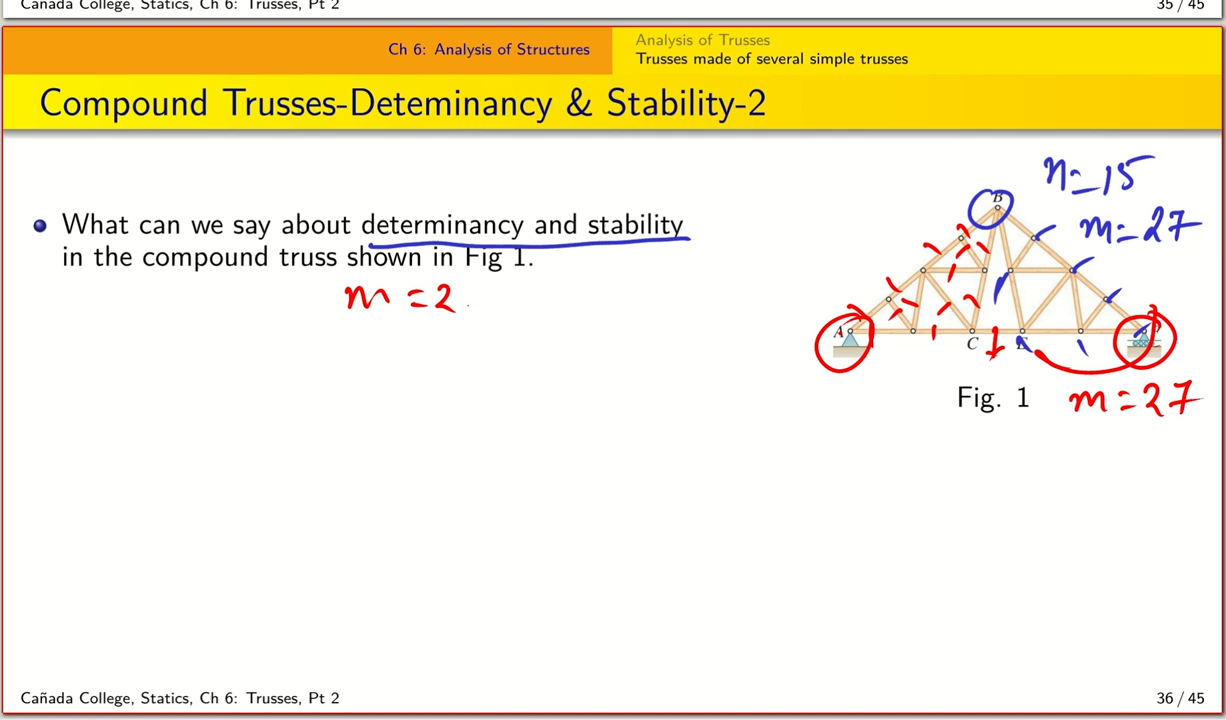 Cañada College, Statics, Ch 6: Trusses, Pt 2
35 / 45
Ch 6: Analysis of Structures
Analysis of Trusses
Trusses made of several simple trusses
Compound Trusses-Deteminancy & Stability-2
n=15
B
What can we say about determinancy and stability
m=27
in the compound truss shown in Fig 1.
m=2
A
C
E
Fig. 1
m=27
Cañada College, Statics, Ch 6: Trusses, Pt 2
36 / 45